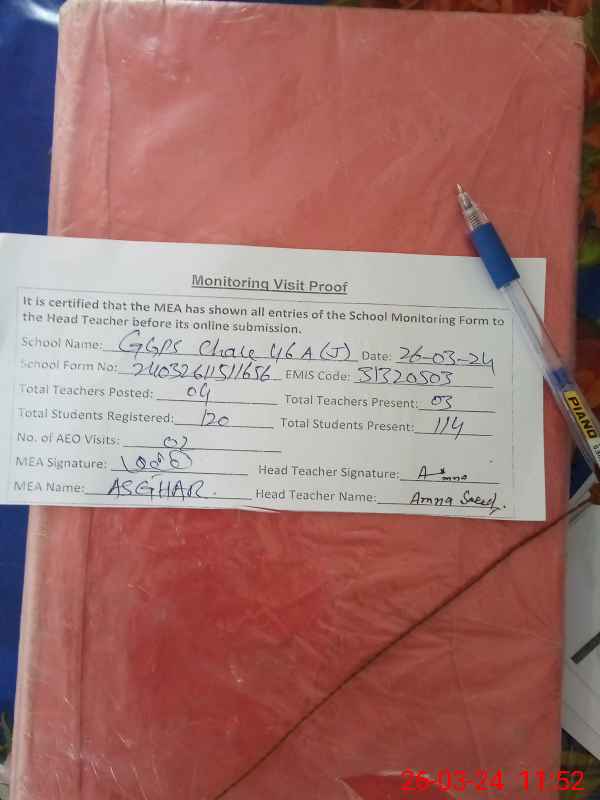 Monitoring Visit Proof
It is certified that the MEA has shown all entries of the School Monitoring Form to
the Head Teacher before its online submission.
School Name: GGPS Chak 46 A (J) Date: 26-03-24
School Form No: 24032611511656 EMIS Code: 31320503
Total Teachers Posted: 04 Total Teachers Present: 03
Total Students Registered: 120 Total Students Present: 114
No. of AEO Visits:
MEA Signature: Head Teacher Signature: Amna
MEA Name: ASGHAR. Head Teacher Name: Amna Saeed.
PIANO
26-03-24 11:52